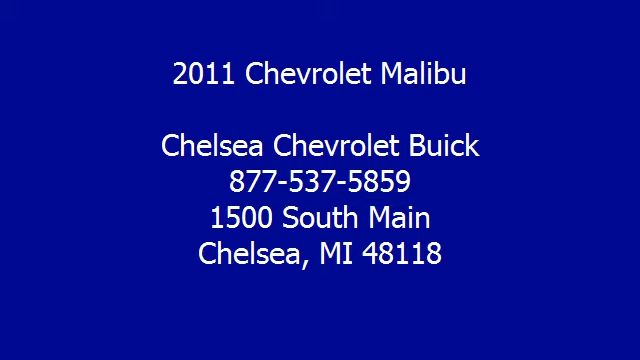 2011 Chevrolet Malibu
Chelsea Chevrolet Buick
877-537-5859
1500 South Main
Chelsea, MI 48118